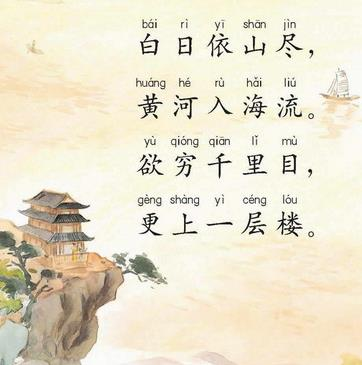 bái rì yī shān jìn
白日依山尽，
huáng hé rù hǎi liú
黄河入海流。
yù qióng qiān lǐ mù
欲穷千里目，
gèng shàng yì céng lóu
更上一层楼。